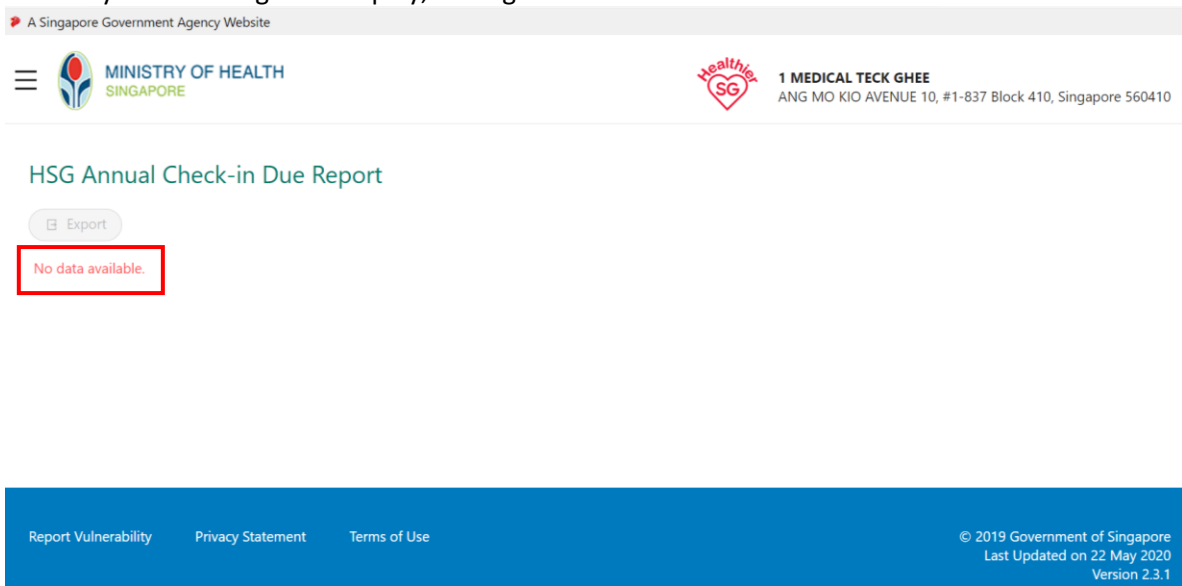 A Singapore Government Agency Website
MINISTRY OF HEALTH
SINGAPORE
Healthier
SG
1 MEDICAL TECK GHEE
ANG MO KIO AVENUE 10, #1-837 Block 410, Singapore 560410
HSG Annual Check-in Due Report
Export
No data available.
Report Vulnerability Privacy Statement Terms of Use
© 2019 Government of Singapore
Last Updated on 22 May 2020
Version 2.3.1